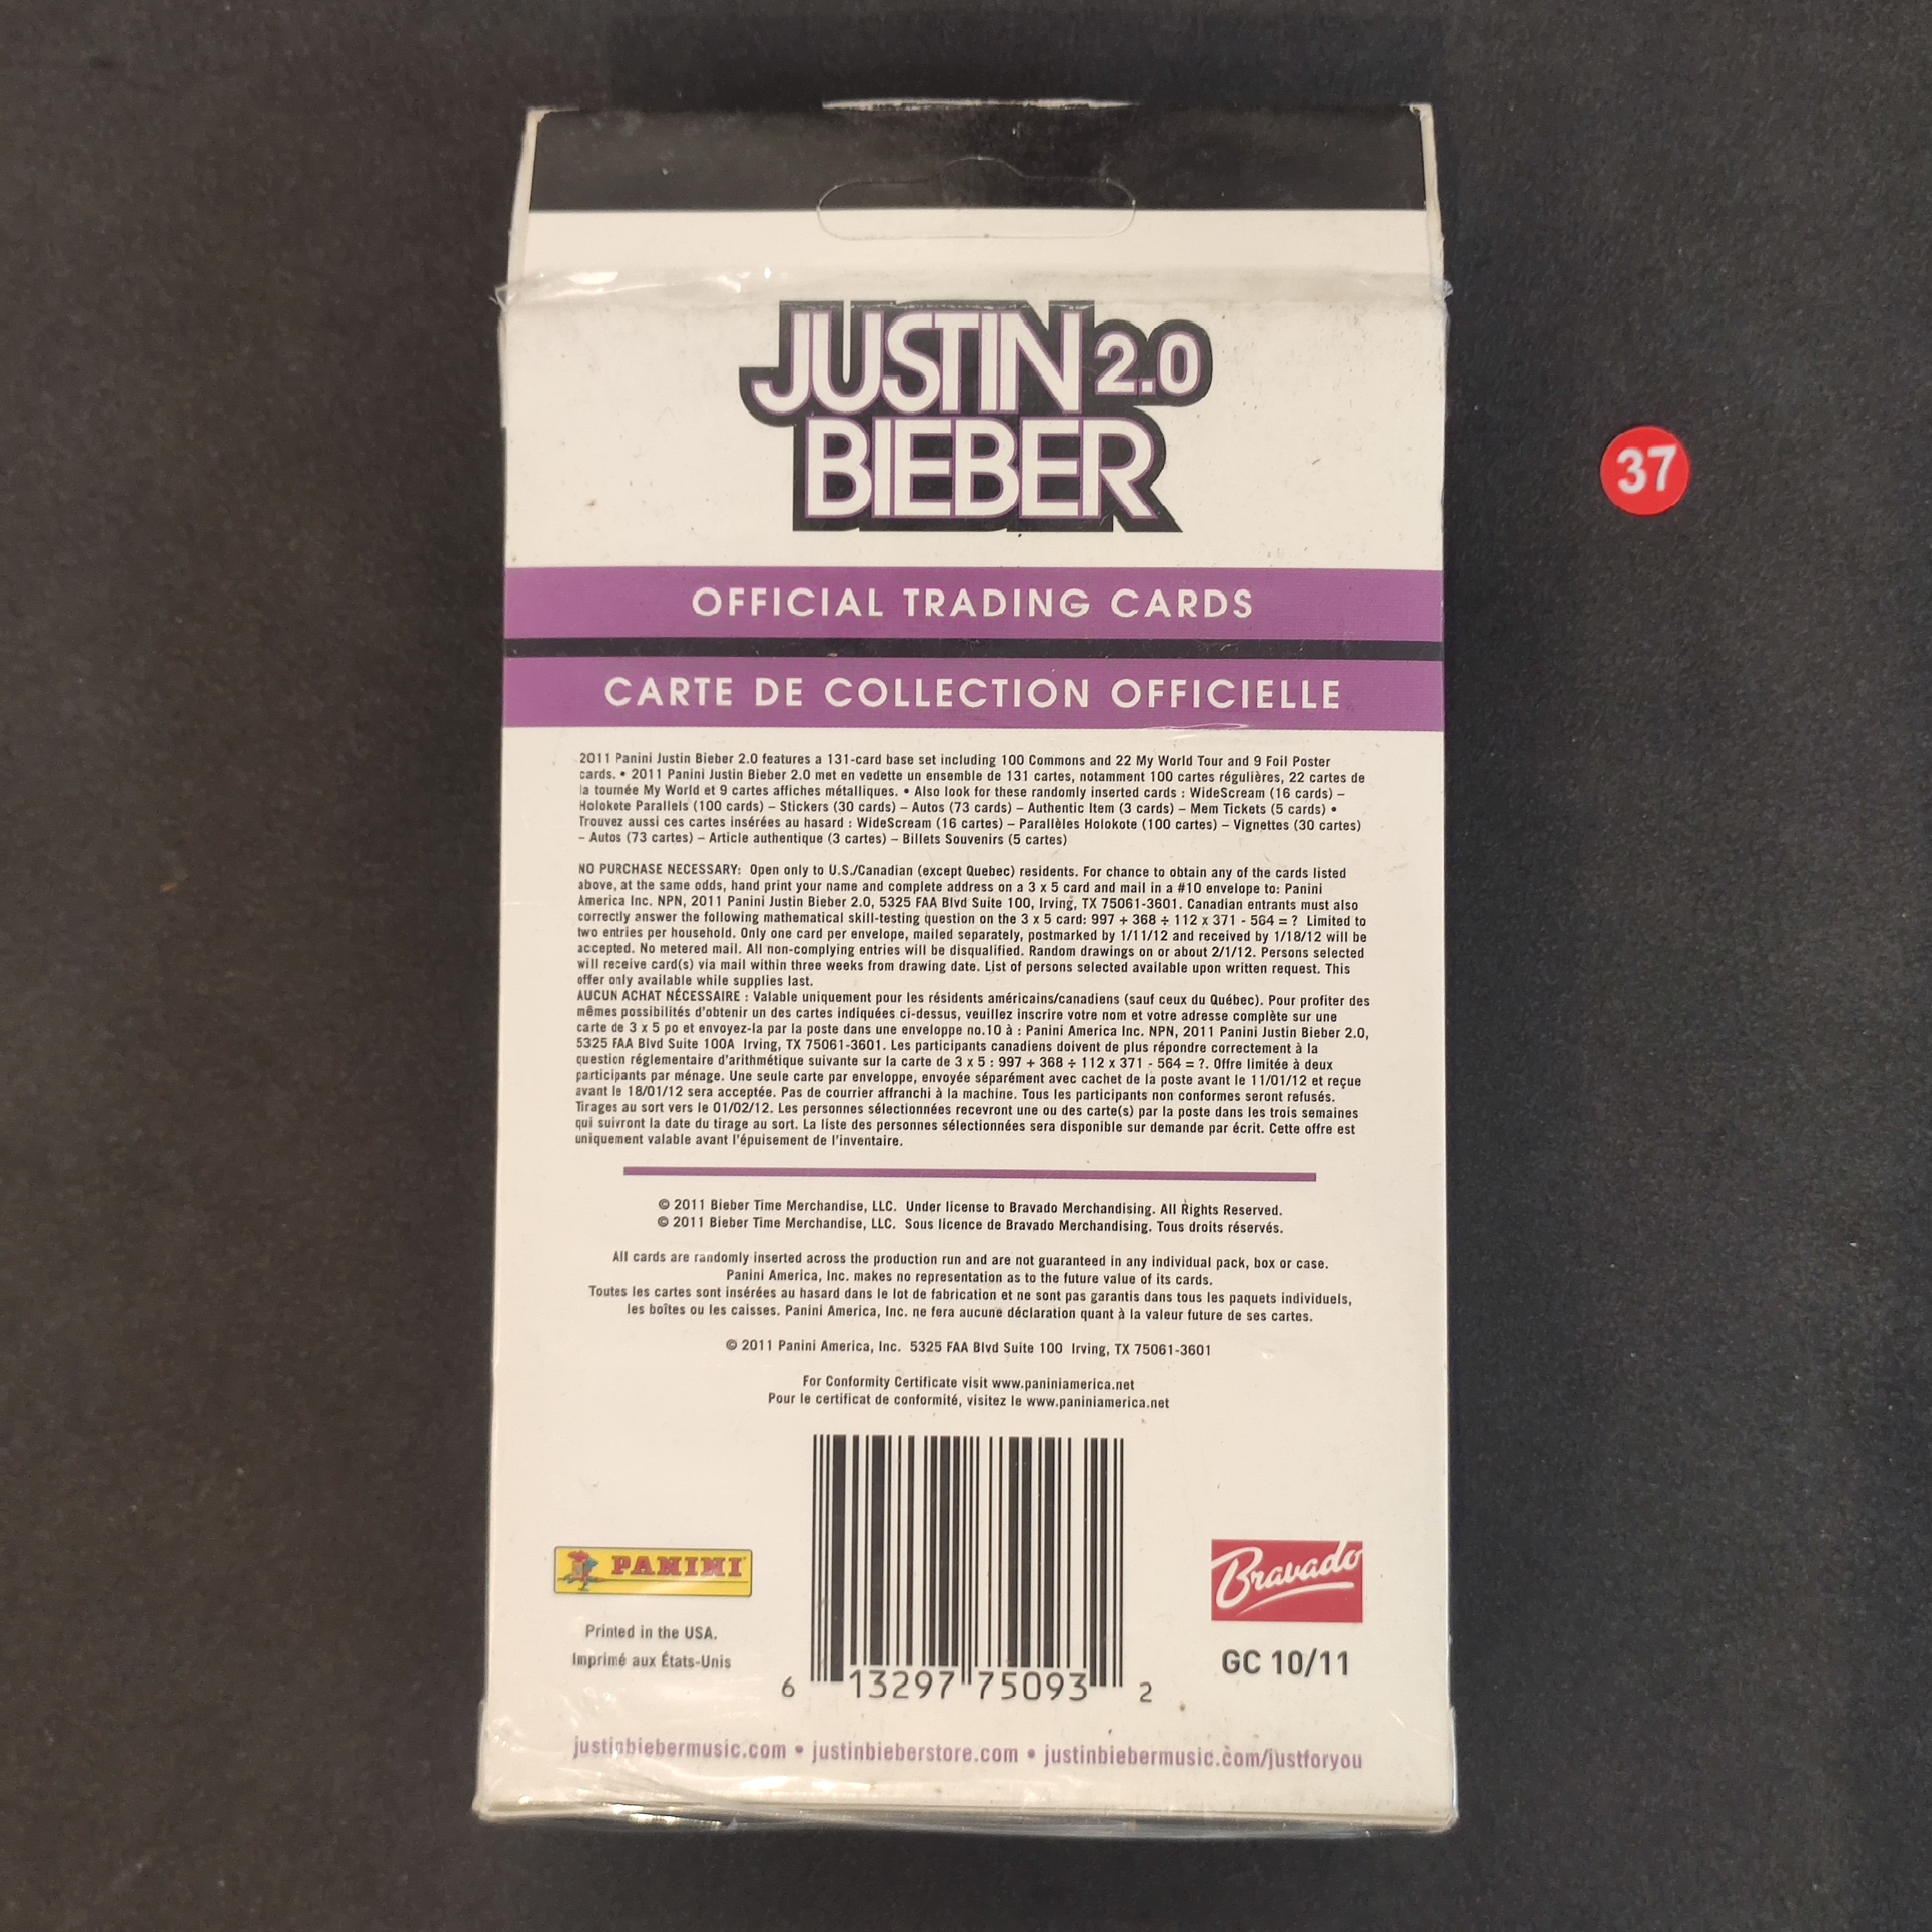 JUSTIN 2.0
BIEBER
37
OFFICIAL TRADING CARDS
CARTE DE COLLECTION OFFICIELLE
2011 Panini Justin Bieber 2.0 features a 131-card base set including 100 Commons and 22 My World Tour and 9 Foil Poster
cards. • 2011 Panini Justin Bieber 2.0 met en vedette un ensemble de 131 cartes, notamment 100 cartes régulières, 22 cartes de
la tournée My World et 9 cartes affiches métalliques. • Also look for these randomly inserted cards : WideScream (16 cards) –
Holokote Parallels (100 cards) – Stickers (30 cards) – Autos (73 cards) – Authentic Item (3 cards) – Mem Tickets (5 cards) •
Trouvez aussi ces cartes insérées au hasard : WideScream (16 cartes) – Parallèles Holokote (100 cartes) – Vignettes (30 cartes)
– Autos (73 cartes) – Article authentique (3 cartes) – Billets Souvenirs (5 cartes)
NO PURCHASE NECESSARY: Open only to U.S./Canadian (except Quebec) residents. For chance to obtain any of the cards listed
above, at the same odds, hand print your name and complete address on a 3 x 5 card and mail in a #10 envelope to: Panini
America Inc. NPN, 2011 Panini Justin Bieber 2.0, 5325 FAA Blvd Suite 100, Irving, TX 75061-3601. Canadian entrants must also
correctly answer the following mathematical skill-testing question on the 3 x 5 card: 997 + 368 ÷ 112 x 371 - 564 = ? Limited to
two entries per household. Only one card per envelope, mailed separately, postmarked by 1/11/12 and received by 1/18/12 will be
accepted. No metered mail. All non-complying entries will be disqualified. Random drawings on or about 2/1/12. Persons selected
will receive card(s) via mail within three weeks from drawing date. List of persons selected available upon written request. This
offer only available while supplies last.
AUCUN ACHAT NÉCESSAIRE : Valable uniquement pour les résidents américains/canadiens (sauf ceux du Québec). Pour profiter des
mêmes possibilités d'obtenir un des cartes indiquées ci-dessus, veuillez inscrire votre nom et votre adresse complète sur une
carte de 3 x 5 po et envoyez-la par la poste dans une enveloppe no.10 à : Panini America Inc. NPN, 2011 Panini Justin Bieber 2.0,
5325 FAA Blvd Suite 100A Irving, TX 75061-3601. Les participants canadiens doivent de plus répondre correctement à la
question réglementaire d'arithmétique suivante sur la carte de 3 x 5 : 997 + 368 ÷ 112 x 371 - 564 = ?. Offre limitée à deux
participants par ménage. Une seule carte par enveloppe, envoyée séparément avec cachet de la poste avant le 11/01/12 et reçue
avant le 18/01/12 sera acceptée. Pas de courrier affranchi à la machine. Tous les participants non conformes seront refusés.
Tirages au sort vers le 01/02/12. Les personnes sélectionnées recevront une ou des carte(s) par la poste dans les trois semaines
qui suivront la date du tirage au sort. La liste des personnes sélectionnées sera disponible sur demande par écrit. Cette offre est
uniquement valable avant l'épuisement de l'inventaire.
© 2011 Bieber Time Merchandise, LLC. Under license to Bravado Merchandising. All Rights Reserved.
© 2011 Bieber Time Merchandise, LLC. Sous licence de Bravado Merchandising. Tous droits réservés.
All cards are randomly inserted across the production run and are not guaranteed in any individual pack, box or case.
Panini America, Inc. makes no representation as to the future value of its cards.
Toutes les cartes sont insérées au hasard dans le lot de fabrication et ne sont pas garantis dans tous les paquets individuels,
les boîtes ou les caisses. Panini America, Inc. ne fera aucune déclaration quant à la valeur future de ses cartes.
© 2011 Panini America, Inc. 5325 FAA Blvd Suite 100 Irving, TX 75061-3601
For Conformity Certificate visit www.paniniamerica.net
Pour le certificat de conformité, visitez le www.paniniamerica.net
PANINI
Bravado
Printed in the USA.
Imprimé aux États-Unis
GC 10/11
6 13297 75093 2
justinbiebermusic.com • justinbieberstore.com • justinbiebermusic.com/justforyou